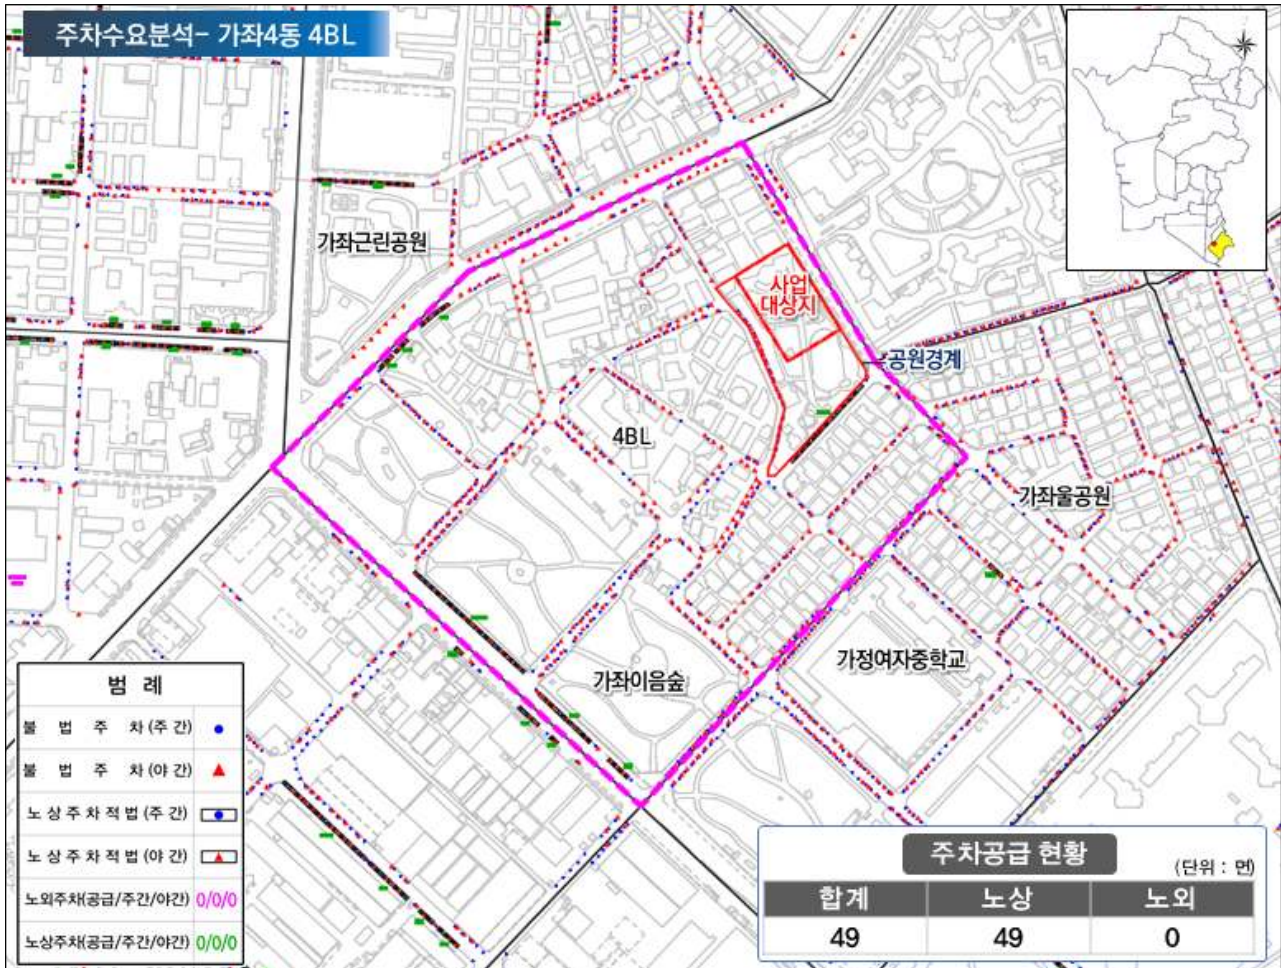 주차수요분석- 가좌4동 4BL
가좌근린공원
사업
대상지
공원경계
4BL
가좌울공원
가좌이음숲
가정여자중학교
범 례
불 법 주 차(주간)
불 법 주 차(야간)
노상주차적법(주간)
노상주차적법(야간)
노외주차(공급/주간/야간) 0/0/0
노상주차(공급/주간/야간) 0/0/0
주차공급 현황
(단위 : 면)
합계 노상 노외
49 49 0